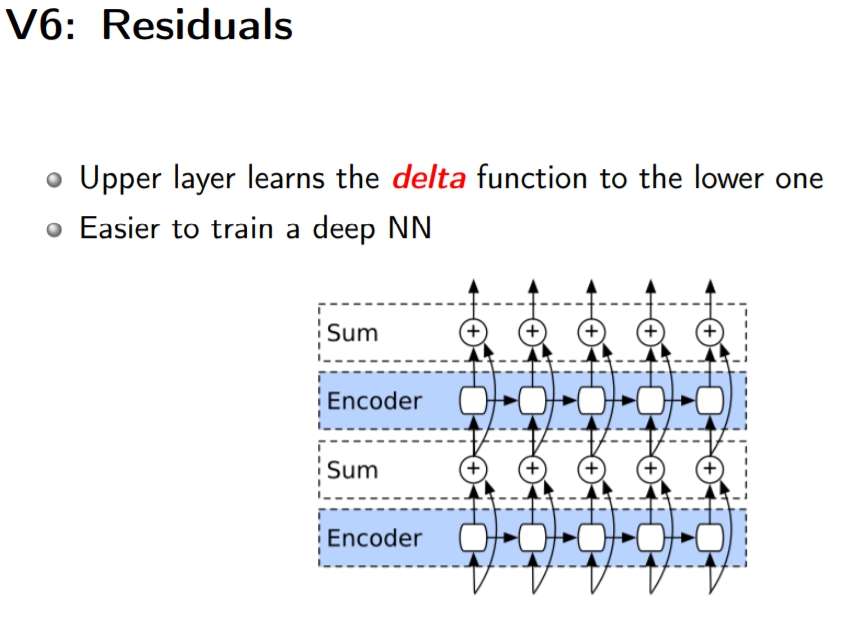 V6: Residuals
Upper layer learns the delta function to the lower one
Easier to train a deep NN
Sum + + + + +
Encoder
Sum + + + + +
Encoder